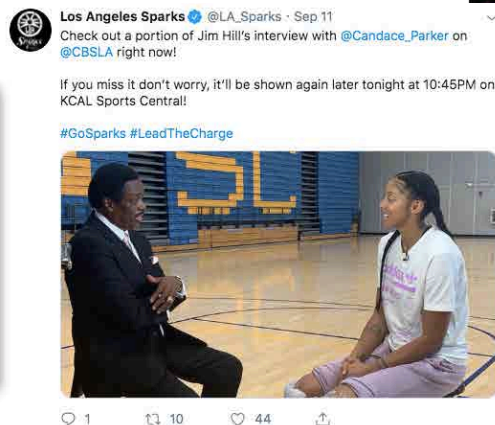 Los Angeles Sparks @LA_Sparks · Sep 11
Check out a portion of Jim Hill's interview with @Candace_Parker on
@CBSLA right now!
If you miss it don't worry, it'll be shown again later tonight at 10:45PM on
KCAL Sports Central!
#GoSparks #LeadTheCharge
SC
1 10 44